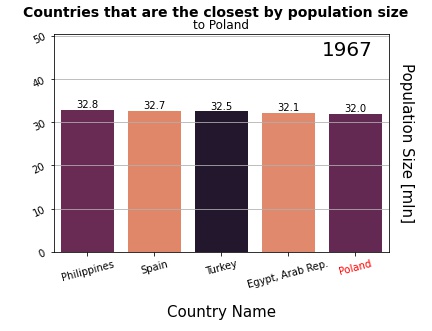 Countries that are the closest by population size
to Poland
1967
50
40
30
20
10
0
32.8
32.7
32.5
32.1
32.0
Philippines
Spain
Turkey
Egypt, Arab Rep.
Poland
Country Name
Population Size [mln]